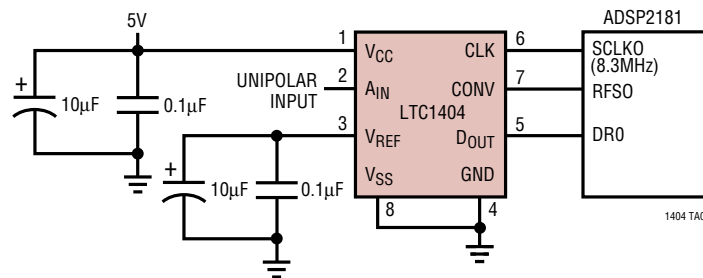 5V
ADSP2181
1
VCC
CLK
6
SCLKO
(8.3MHz)
+
10µF
0.1µF
UNIPOLAR
INPUT
2
AIN
CONV
7
RFSO
LTC1404
3
VREF
DOUT
5
DR0
+
10µF
0.1µF
VSS
GND
8
4
1404 TA0